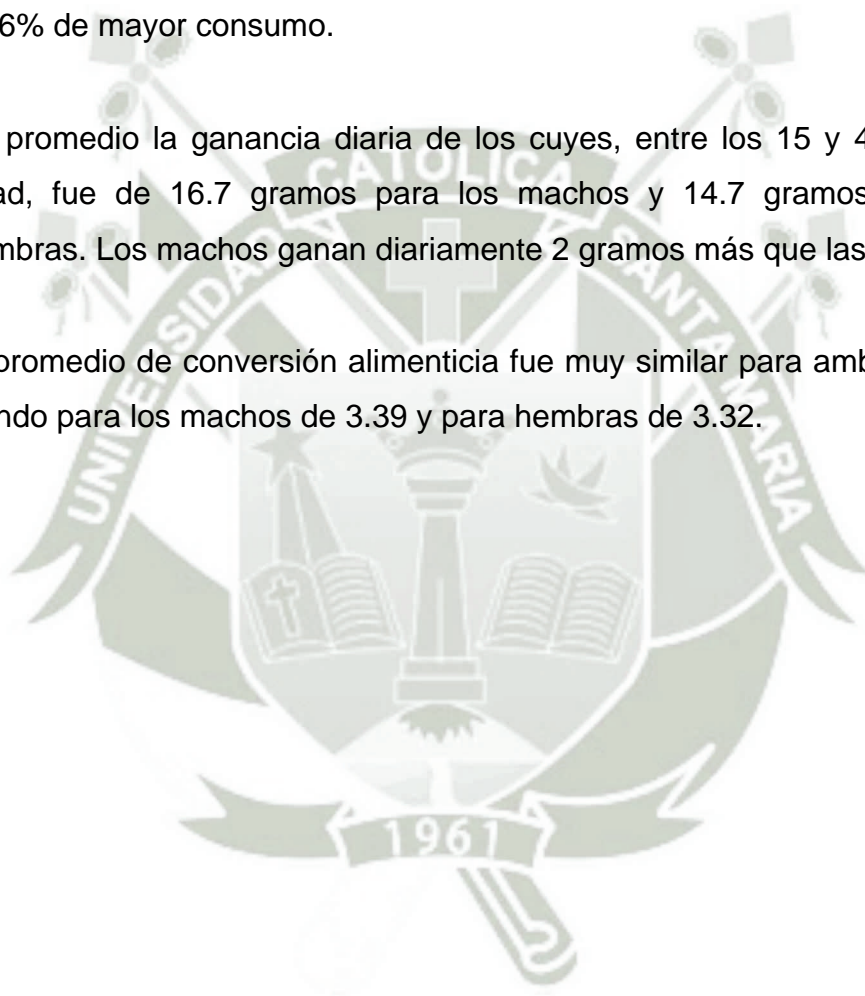 6% de mayor consumo.
promedio la ganancia diaria de los cuyes, entre los 15 y 4
ad, fue de 16.7 gramos para los machos y 14.7 gramos
mbras. Los machos ganan diariamente 2 gramos más que las
promedio de conversión alimenticia fue muy similar para amb
ndo para los machos de 3.39 y para hembras de 3.32.
UNIVERSIDAD CATOLICA SANTA MARIA
1961